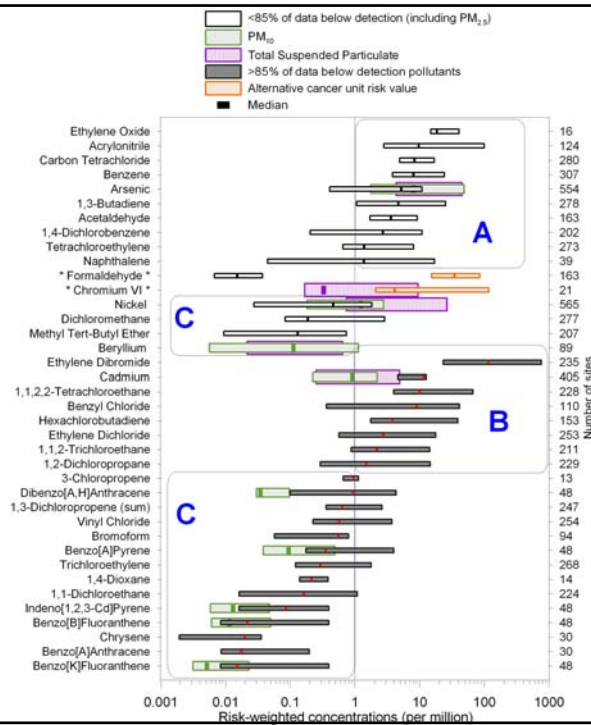 <85% of data below detection (including PM2.5)
PM10
Total Suspended Particulate
>85% of data below detection pollutants
Alternative cancer unit risk value
Median
Ethylene Oxide 16
Acrylonitrile 124
Carbon Tetrachloride 280
Benzene 307
Arsenic 554
1,3-Butadiene 278
Acetaldehyde 163
1,4-Dichlorobenzene 202
A
Tetrachloroethylene 273
Naphthalene 39
* Formaldehyde * 163
* Chromium VI * 21
Nickel 565
C
Dichloromethane 277
Methyl Tert-Butyl Ether 207
Beryllium 89
Ethylene Dibromide 235
Cadmium 405
1,1,2,2-Tetrachloroethane 228
Benzyl Chloride 110
B
Hexachlorobutadiene 153
Ethylene Dichloride 253
1,1,2-Trichloroethane 211
1,2-Dichloropropane 229
3-Chloropropene 13
Dibenzo[A,H]Anthracene 48
C
1,3-Dichloropropene (sum) 247
Vinyl Chloride 254
Bromoform 94
Benzo[A]Pyrene 48
Trichloroethylene 268
1,4-Dioxane 14
1,1-Dichloroethane 224
Indeno[1,2,3-Cd]Pyrene 48
Benzo[B]Fluoranthene 48
Chrysene 30
Benzo[A]Anthracene 30
Benzo[K]Fluoranthene 48
Number of sites
0.001 0.01 0.1 1 10 100 1000
Risk-weighted concentrations (per million)